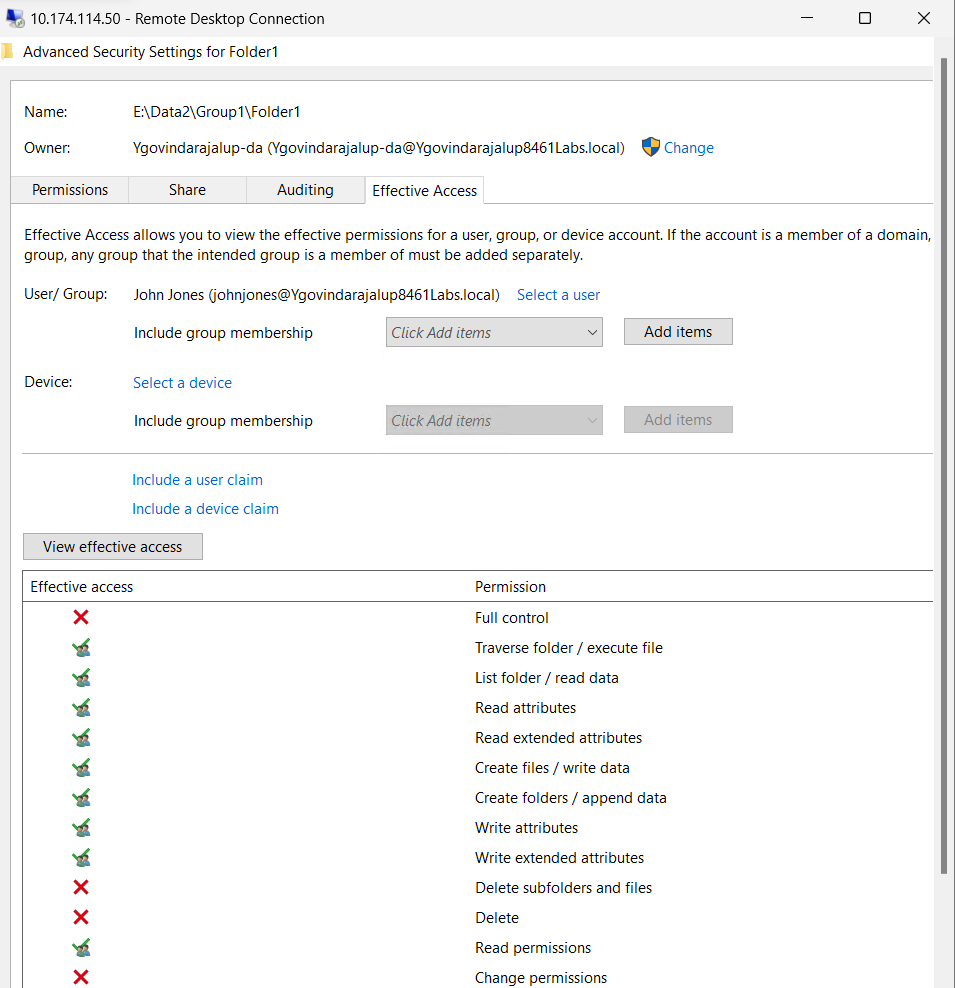 10.174.114.50 - Remote Desktop Connection
Advanced Security Settings for Folder1
Name: E:\Data2\Group1\Folder1
Owner: Ygovindarajalup-da (Ygovindarajalup-da@Ygovindarajalup8461Labs.local) Change
Permissions Share Auditing Effective Access
Effective Access allows you to view the effective permissions for a user, group, or device account. If the account is a member of a domain,
group, any group that the intended group is a member of must be added separately.
User/ Group: John Jones (johnjones@Ygovindarajalup8461Labs.local) Select a user
Include group membership Click Add items Add items
Device: Select a device
Include group membership Click Add items Add items
Include a user claim
Include a device claim
View effective access
Effective access Permission
Full control
Traverse folder / execute file
List folder / read data
Read attributes
Read extended attributes
Create files / write data
Create folders / append data
Write attributes
Write extended attributes
Delete subfolders and files
Delete
Read permissions
Change permissions